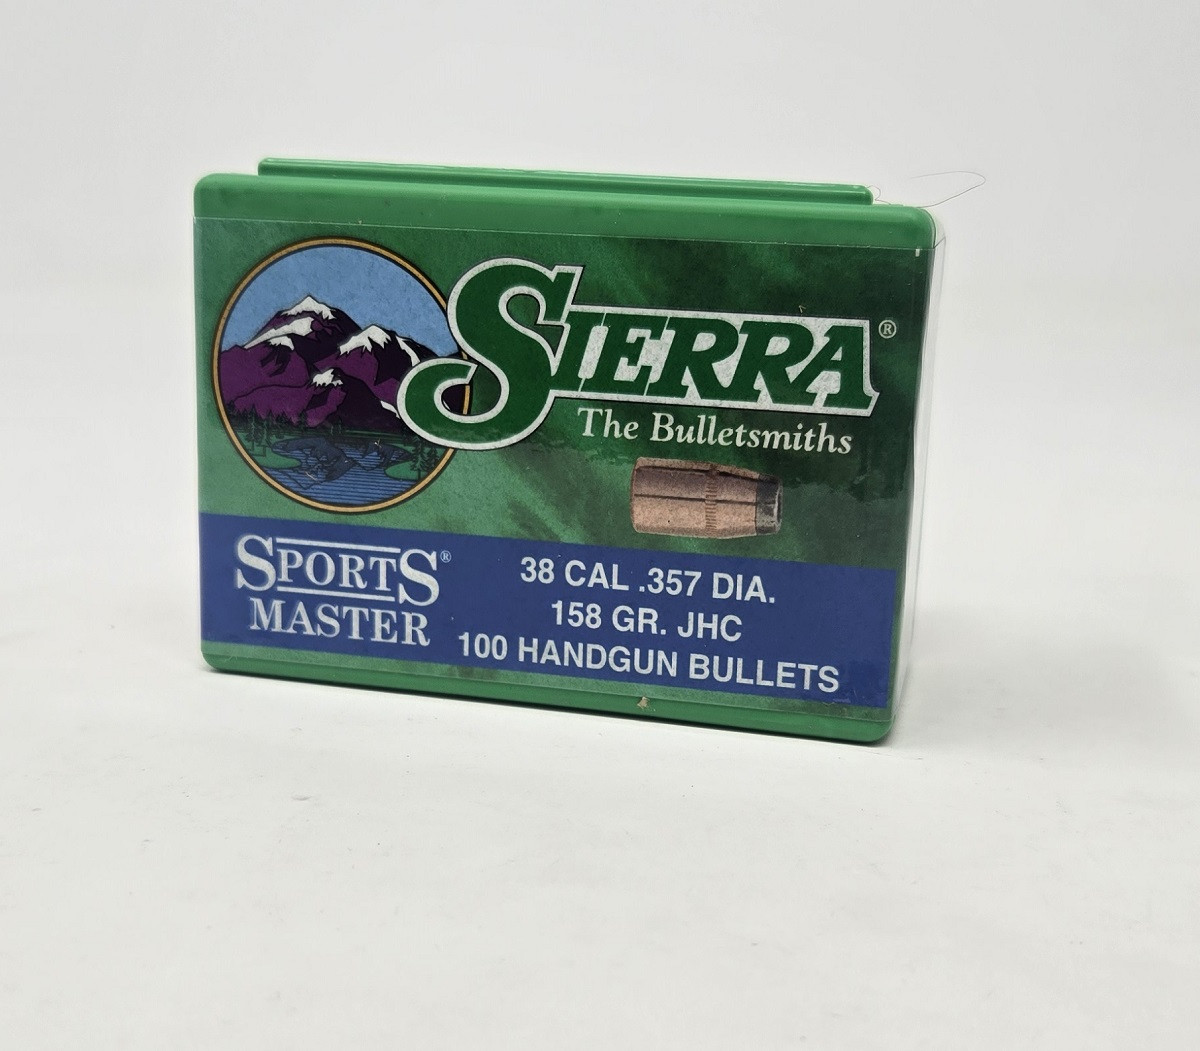 SIERRA®
The Bulletsmiths
SPORTS®
MASTER
38 CAL .357 DIA.
158 GR. JHC
100 HANDGUN BULLETS